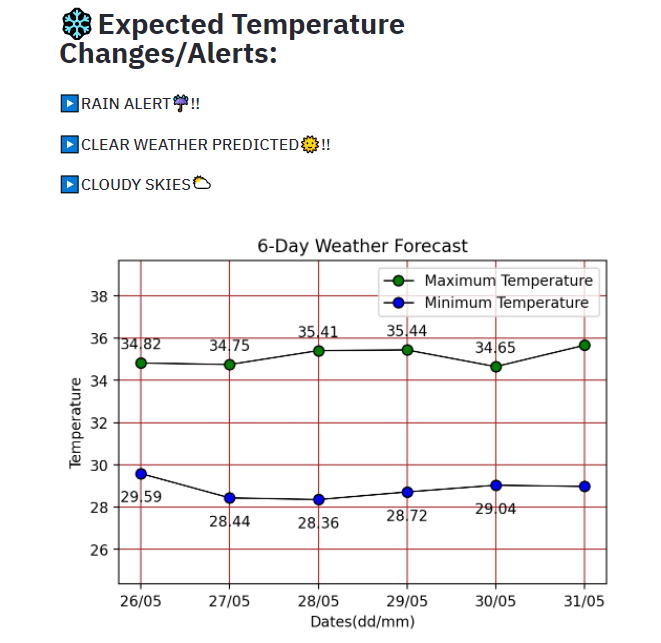 ❄Expected Temperature
Changes/Alerts:
▶RAIN ALERT☔!!
▶CLEAR WEATHER PREDICTED🌞!!
▶CLOUDY SKIES🌥
6-Day Weather Forecast
Maximum Temperature
Minimum Temperature
38
36
34
32
30
28
26
Temperature
34.82
34.75
35.41
35.44
34.65
29.59
28.44
28.36
28.72
29.04
26/05
27/05
28/05
29/05
30/05
31/05
Dates(dd/mm)